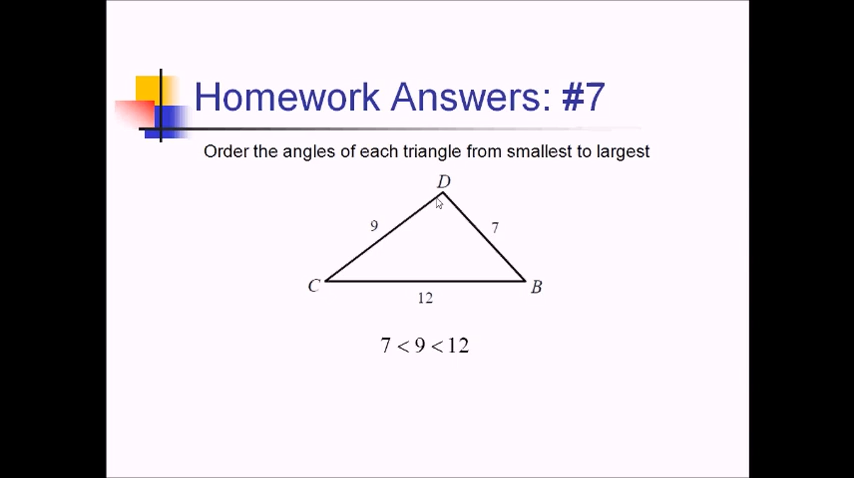 Homework Answers: #7
Order the angles of each triangle from smallest to largest
D
9
7
C
B
12
7 < 9 < 12